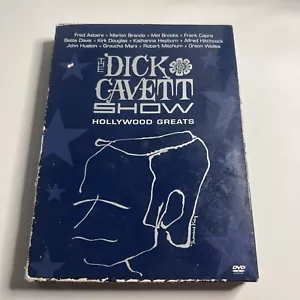 Fred Astaire • Marlon Brando • Mel Brooks • Frank Capra
Bette Davis • Kirk Douglas • Katharine Hepburn • Alfred Hitchcock
John Huston • Groucho Marx • Robert Mitchum • Orson Welles
THE DICK
CAVETT
SHOW
HOLLYWOOD GREATS
DVD